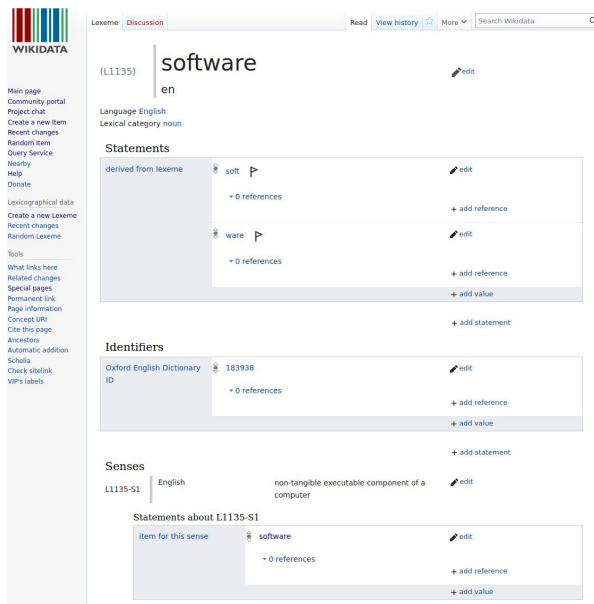 WIKIDATA
Main page
Community portal
Project chat
Create a new Item
Recent changes
Random Item
Query Service
Nearby
Help
Donate
Lexicographical data
Create a new Lexeme
Recent changes
Random Lexeme
Tools
What links here
Related changes
Special pages
Permanent link
Page information
Concept URI
Cite this page
Ancestors
Automatic addition
Scholia
Check sitelink
VIP's labels
Lexeme Discussion Read View history More Search Wikidata
(L1135) software edit
en
Language English
Lexical category noun
Statements
derived from lexeme soft edit
0 references
+ add reference
ware edit
0 references
+ add reference
+ add value
+ add statement
Identifiers
Oxford English Dictionary ID 183938 edit
0 references
+ add reference
+ add value
+ add statement
Senses
L1135-S1 English non-tangible executable component of a edit
computer
Statements about L1135-S1
item for this sense software edit
0 references
+ add reference
+ add value